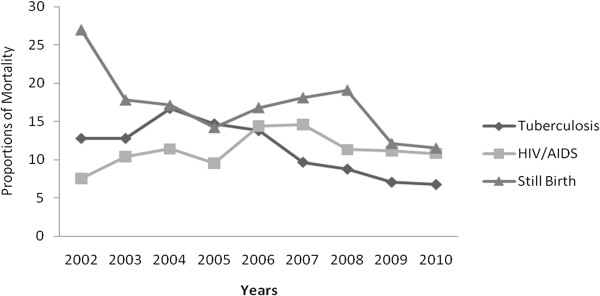 Proportions of Mortality
30
25
20
15
10
5
0
2002 2003 2004 2005 2006 2007 2008 2009 2010
Years
Tuberculosis
HIV/AIDS
Still Birth